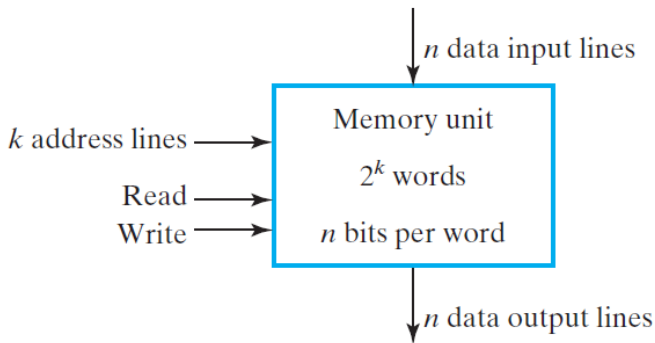 n data input lines
Memory unit
k address lines
2^k words
Read
Write
n bits per word
n data output lines